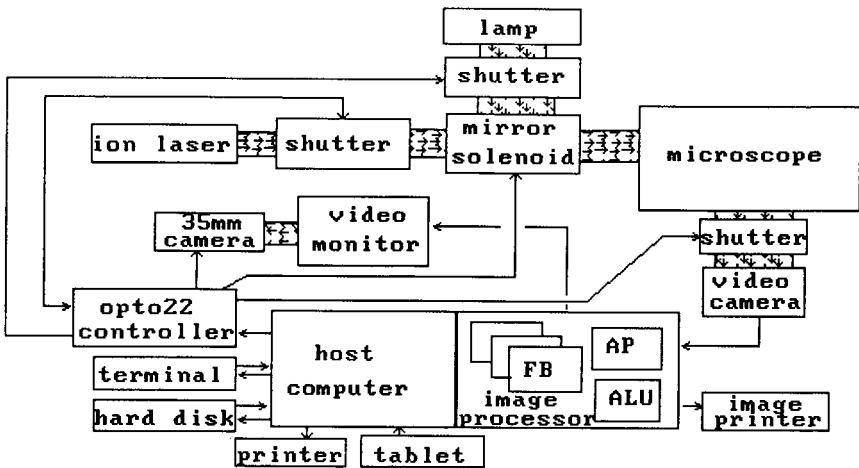 lamp
shutter
ion laser
shutter
mirror
solenoid
microscope
35mm
camera
video
monitor
shutter
video
camera
opto22
controller
host
computer
FB
AP
ALU
image
processor
terminal
hard disk
image
printer
printer
tablet